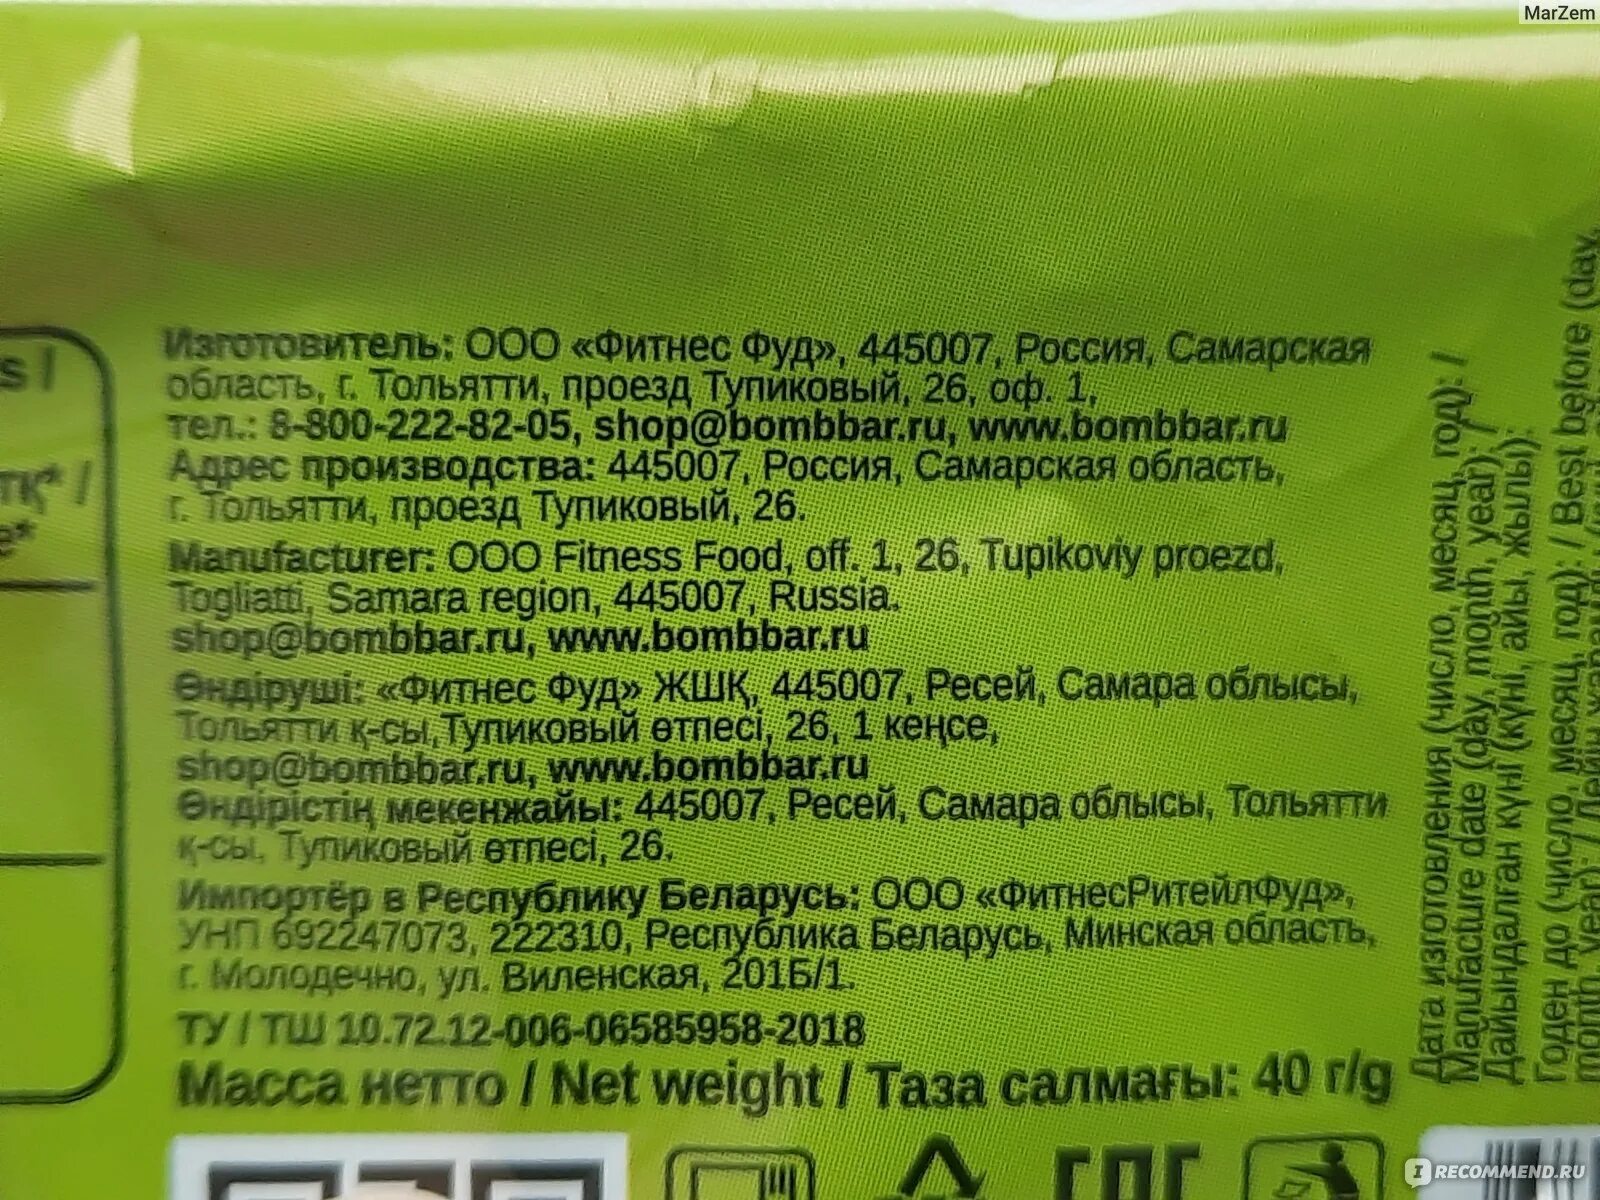 MarZem
s /
тқ* /
e*
Изготовитель: ООО «Фитнес Фуд», 445007, Россия, Самарская
область, г. Тольятти, проезд Тупиковый, 26, оф. 1,
тел.: 8-800-222-82-05, shop@bombbar.ru, www.bombbar.ru
Адрес производства: 445007, Россия, Самарская область,
г. Тольятти, проезд Тупиковый, 26.
Manufacturer: OOO Fitness Food, off. 1, 26, Tupikoviy proezd,
Togliatti, Samara region, 445007, Russia.
shop@bombbar.ru, www.bombbar.ru
Өндіруші: «Фитнес Фуд» ЖШҚ, 445007, Ресей, Самара облысы,
Тольятти қ-сы, Тупиковый өтпесі, 26, 1 кеңсе,
shop@bombbar.ru, www.bombbar.ru
Өндірістің мекенжайы: 445007, Ресей, Самара облысы, Тольятти
қ-сы, Тупиковый өтпесі, 26.
Импортёр в Республику Беларусь: ООО «ФитнесРитейлФуд»,
УНП 692247073, 222310, Республика Беларусь, Минская область,
г. Молодечно, ул. Виленская, 201Б/1.
ТУ / ТШ 10.72.12-006-06585958-2018
Масса нетто / Net weight / Таза салмағы: 40 г/g
Дата изготовления (число, месяц, год): /
Manufacture date (day, month, year): /
Дайындалған күні (күні, айы, жылы):
Годен до (число, месяц, год): / Best before (day,
month, year): /
IRECOMMEND.RU